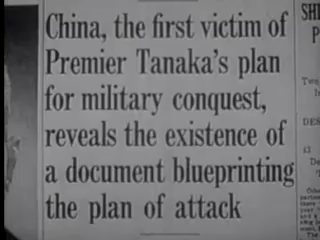 China, the first victim of
Premier Tanaka's plan
for military conquest,
reveals the existence of
a document blueprinting
the plan of attack